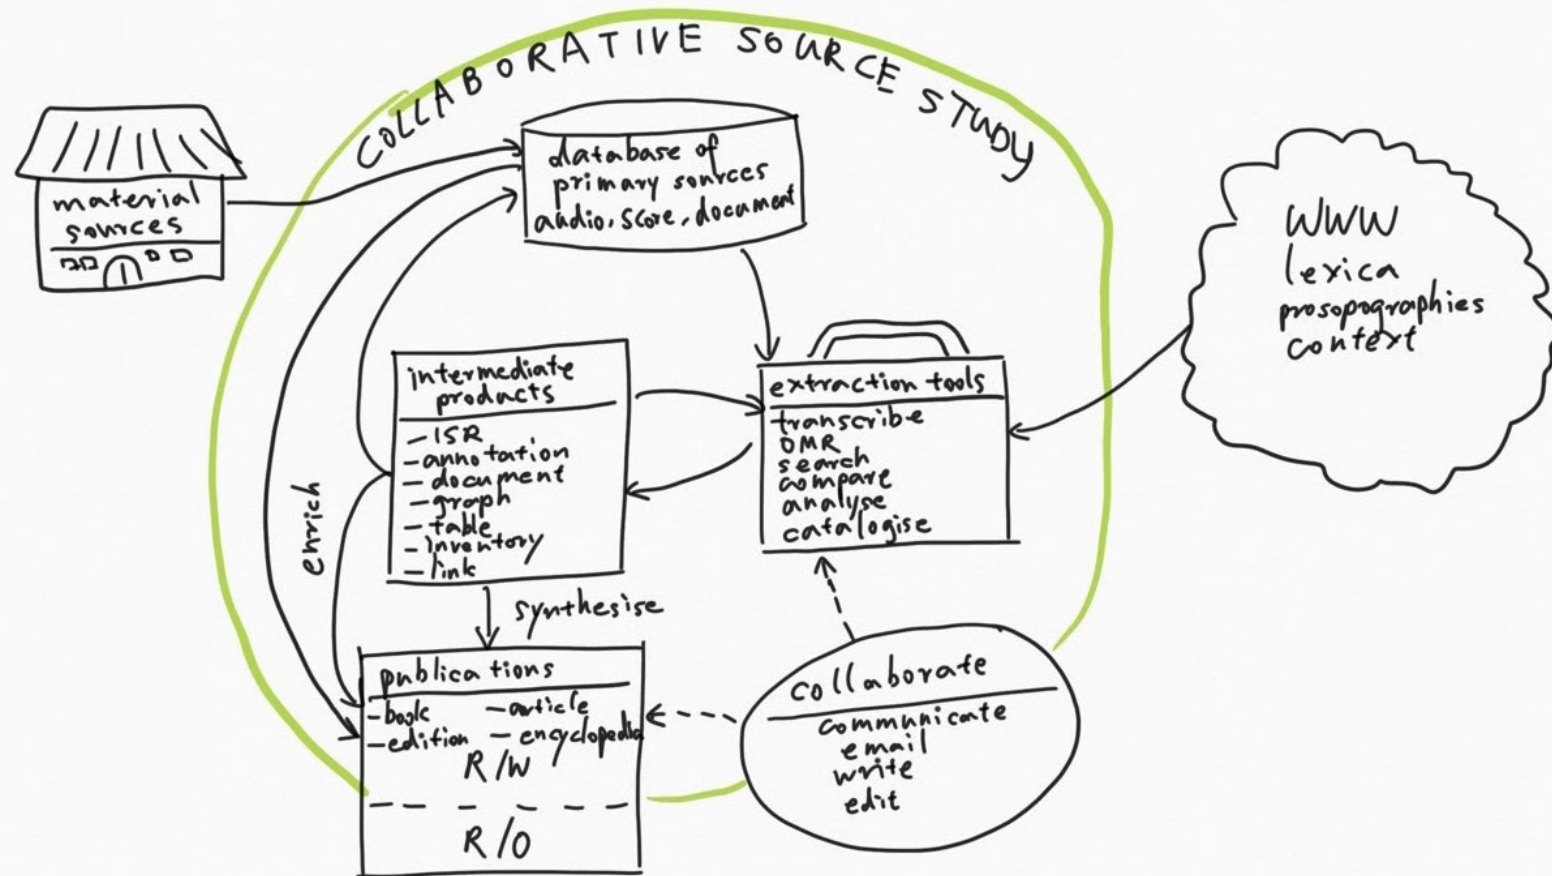 COLLABORATIVE SOURCE STUDY
material
sources
database of
primary sources
audio, score, document
WWW
lexica
prosopographies
context
intermediate
products
- ISR
- annotation
- document
- graph
- table
- inventory
- link
extraction tools
transcribe
OMR
search
compare
analyse
catalogise
enrich
synthesise
publications
- book - article
- edition - encyclopedia
R/W
R/O
collaborate
communicate
email
write
edit